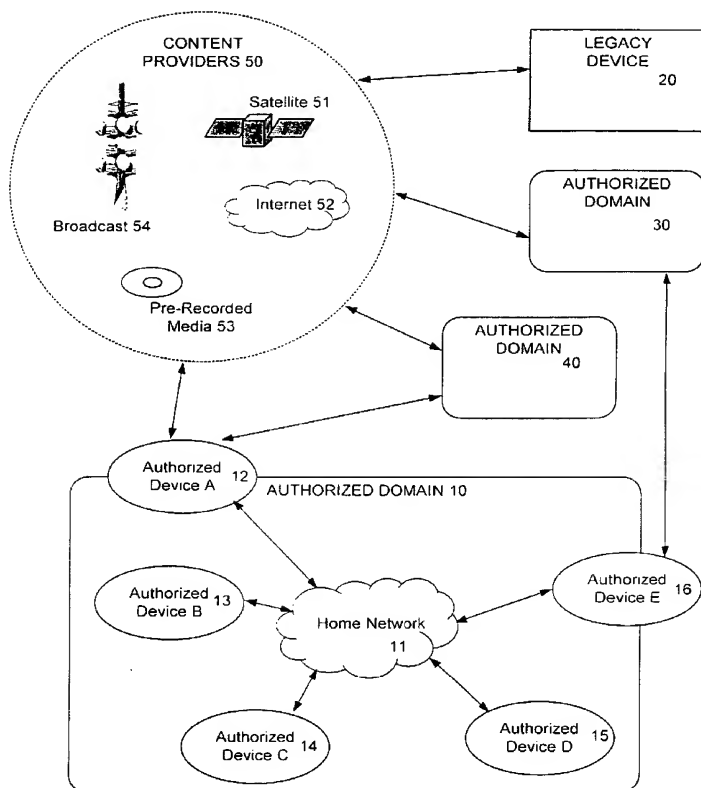 CONTENT
PROVIDERS 50
Satellite 51
Internet 52
Broadcast 54
Pre-Recorded
Media 53
LEGACY
DEVICE
20
AUTHORIZED
DOMAIN
30
AUTHORIZED
DOMAIN
40
Authorized
Device A
12
AUTHORIZED DOMAIN 10
Authorized
Device B
13
Home Network
11
Authorized
Device E
16
Authorized
Device C
14
Authorized
Device D
15